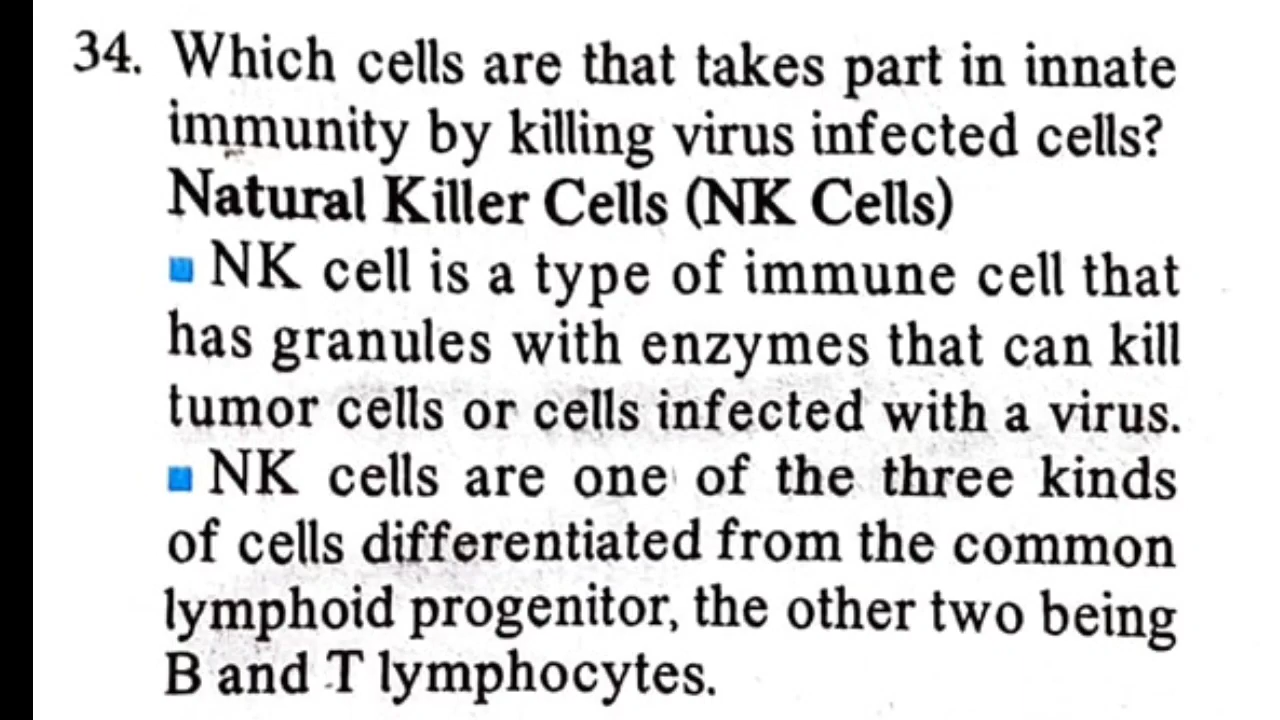 34. Which cells are that takes part in innate
immunity by killing virus infected cells?
Natural Killer Cells (NK Cells)
▪ NK cell is a type of immune cell that
has granules with enzymes that can kill
tumor cells or cells infected with a virus.
▪ NK cells are one of the three kinds
of cells differentiated from the common
lymphoid progenitor, the other two being
B and T lymphocytes.